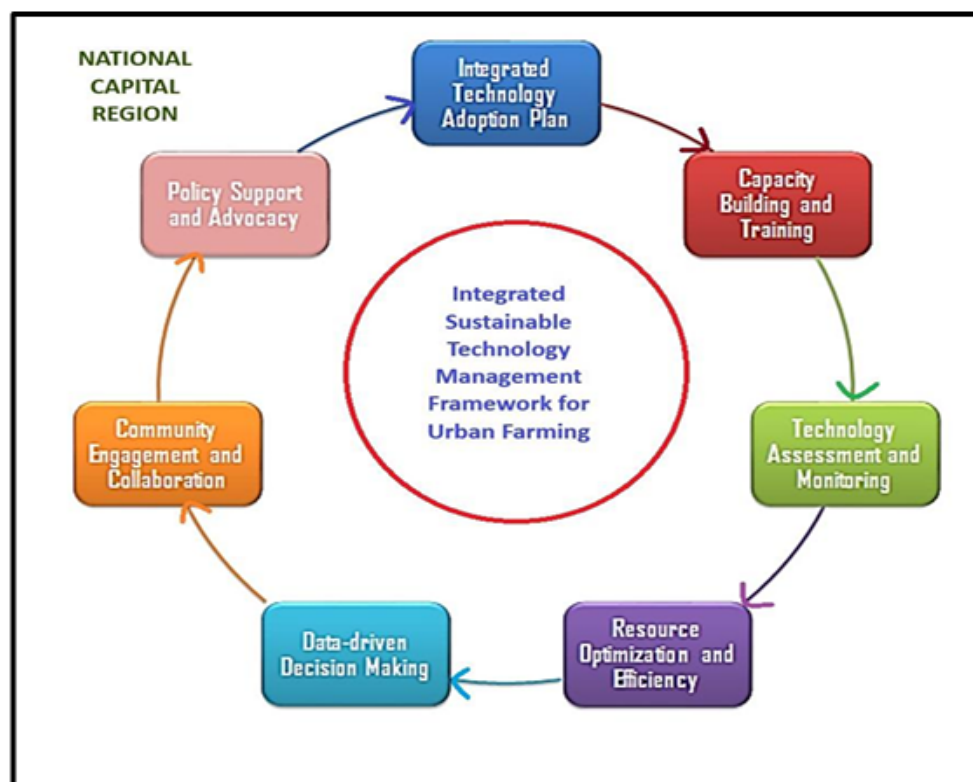 NATIONAL
CAPITAL
REGION
Integrated
Technology
Adoption Plan
Capacity
Building and
Training
Technology
Assessment and
Monitoring
Resource
Optimization and
Efficiency
Data-driven
Decision Making
Community
Engagement and
Collaboration
Policy Support
and Advocacy
Integrated
Sustainable
Technology
Management
Framework for
Urban Farming